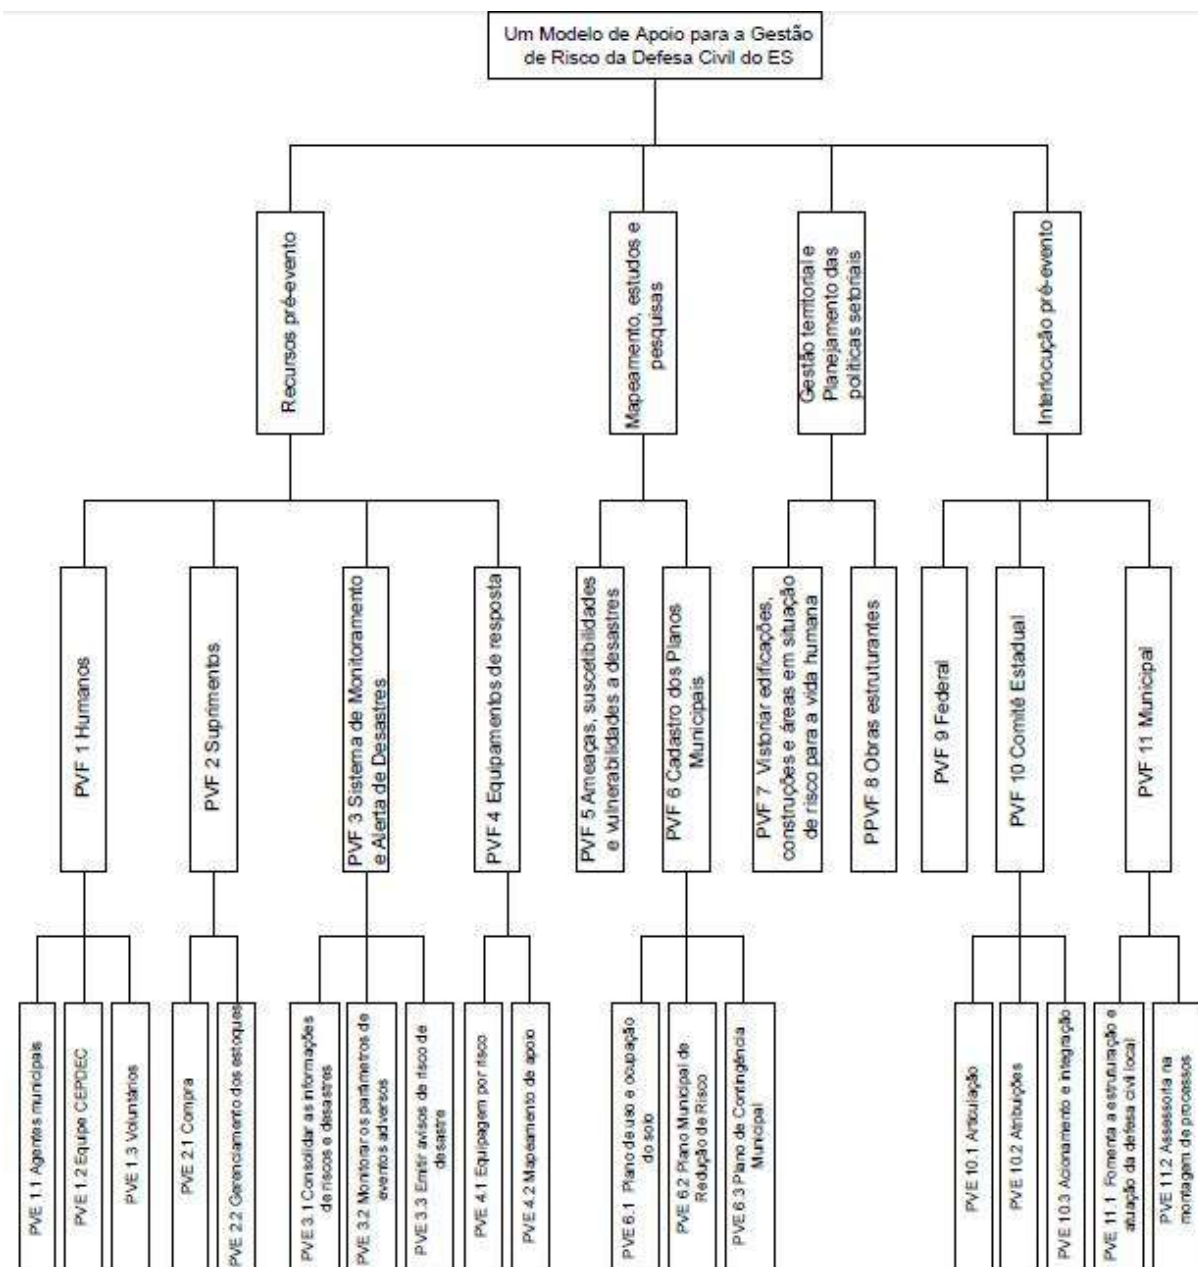 Um Modelo de Apoio para a Gestão
de Risco da Defesa Civil do ES
Recursos pré-evento
Mapeamento, estudos e
pesquisas
Gestão territorial e
Planejamento das
políticas setoriais
Interlocução pré-evento
PVF 1 Humanos
PVF 2 Suprimentos
PVF 3 Sistema de Monitoramento
e Alerta de Desastres
PVF 4 Equipamentos de resposta
PVF 5 Ameaças, suscetibilidades
e vulnerabilidades a desastres
PVF 6 Cadastro dos Planos
Municipais
PVF 7 Vistoriar edificações,
construções e áreas em situação
de risco para a vida humana
PPVF 8 Obras estruturantes
PVF 9 Federal
PVF 10 Comitê Estadual
PVF 11 Municipal
PVE 1.1 Agentes municipais
PVE 1.2 Equipe CEPDEC
PVE 1.3 Voluntários
PVE 2.1 Compra
PVE 2.2 Gerenciamento dos estoques
PVE 3.1 Consolidar as informações
de riscos e desastres
PVE 3.2 Monitorar os parâmetros de
eventos adversos
PVE 3.3 Emitir avisos de risco de
desastre
PVE 4.1 Equipagem por risco
PVE 4.2 Mapeamento de apoio
PVE 6.1 Plano de uso e ocupação
do solo
PVE 6.2 Plano Municipal de
Redução de Risco
PVE 6.3 Plano de Contingência
Municipal
PVE 10.1 Articulação
PVE 10.2 Atribuições
PVE 10.3 Acionamento e integração
PVE 11.1 Fomenta a estruturação e
atuação da defesa civil local
PVE 11.2 Assessoria na
montagem de processos